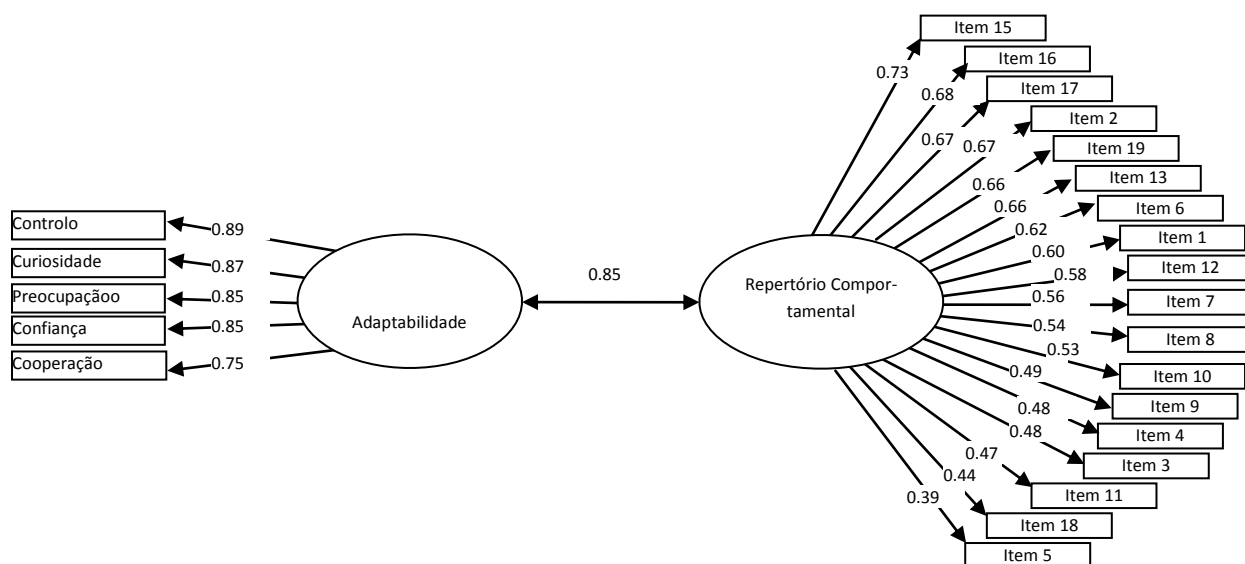 Controlo
Curiosidade
Preocupaçãoo
Confiança
Cooperação
0.89
0.87
0.85
0.85
0.75
Adaptabilidade
0.85
Repertório Compor-
tamental
0.73
0.68
0.67
0.67
0.66
0.66
0.62
0.60
0.58
0.56
0.54
0.53
0.49
0.48
0.48
0.47
0.44
0.39
Item 15
Item 16
Item 17
Item 2
Item 19
Item 13
Item 6
Item 1
Item 12
Item 7
Item 8
Item 10
Item 9
Item 4
Item 3
Item 11
Item 18
Item 5